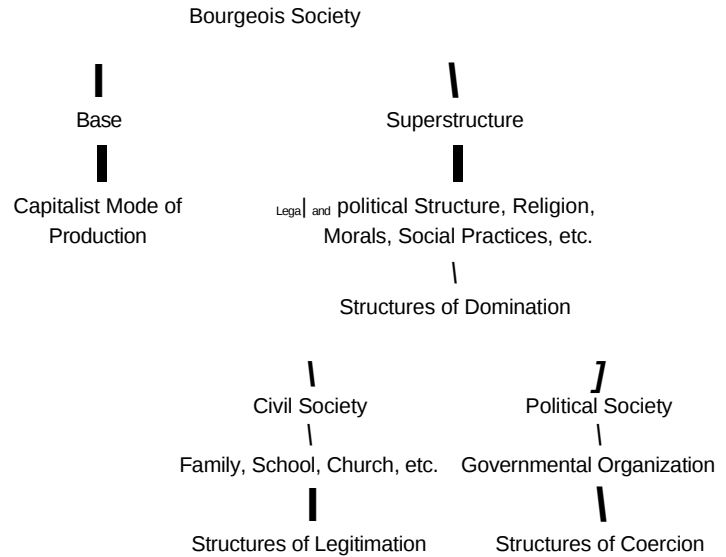 Bourgeois Society
Base
Superstructure
Capitalist Mode of
Production
Legal and political Structure, Religion,
Morals, Social Practices, etc.
Structures of Domination
Civil Society
Political Society
Family, School, Church, etc.
Governmental Organization
Structures of Legitimation
Structures of Coercion